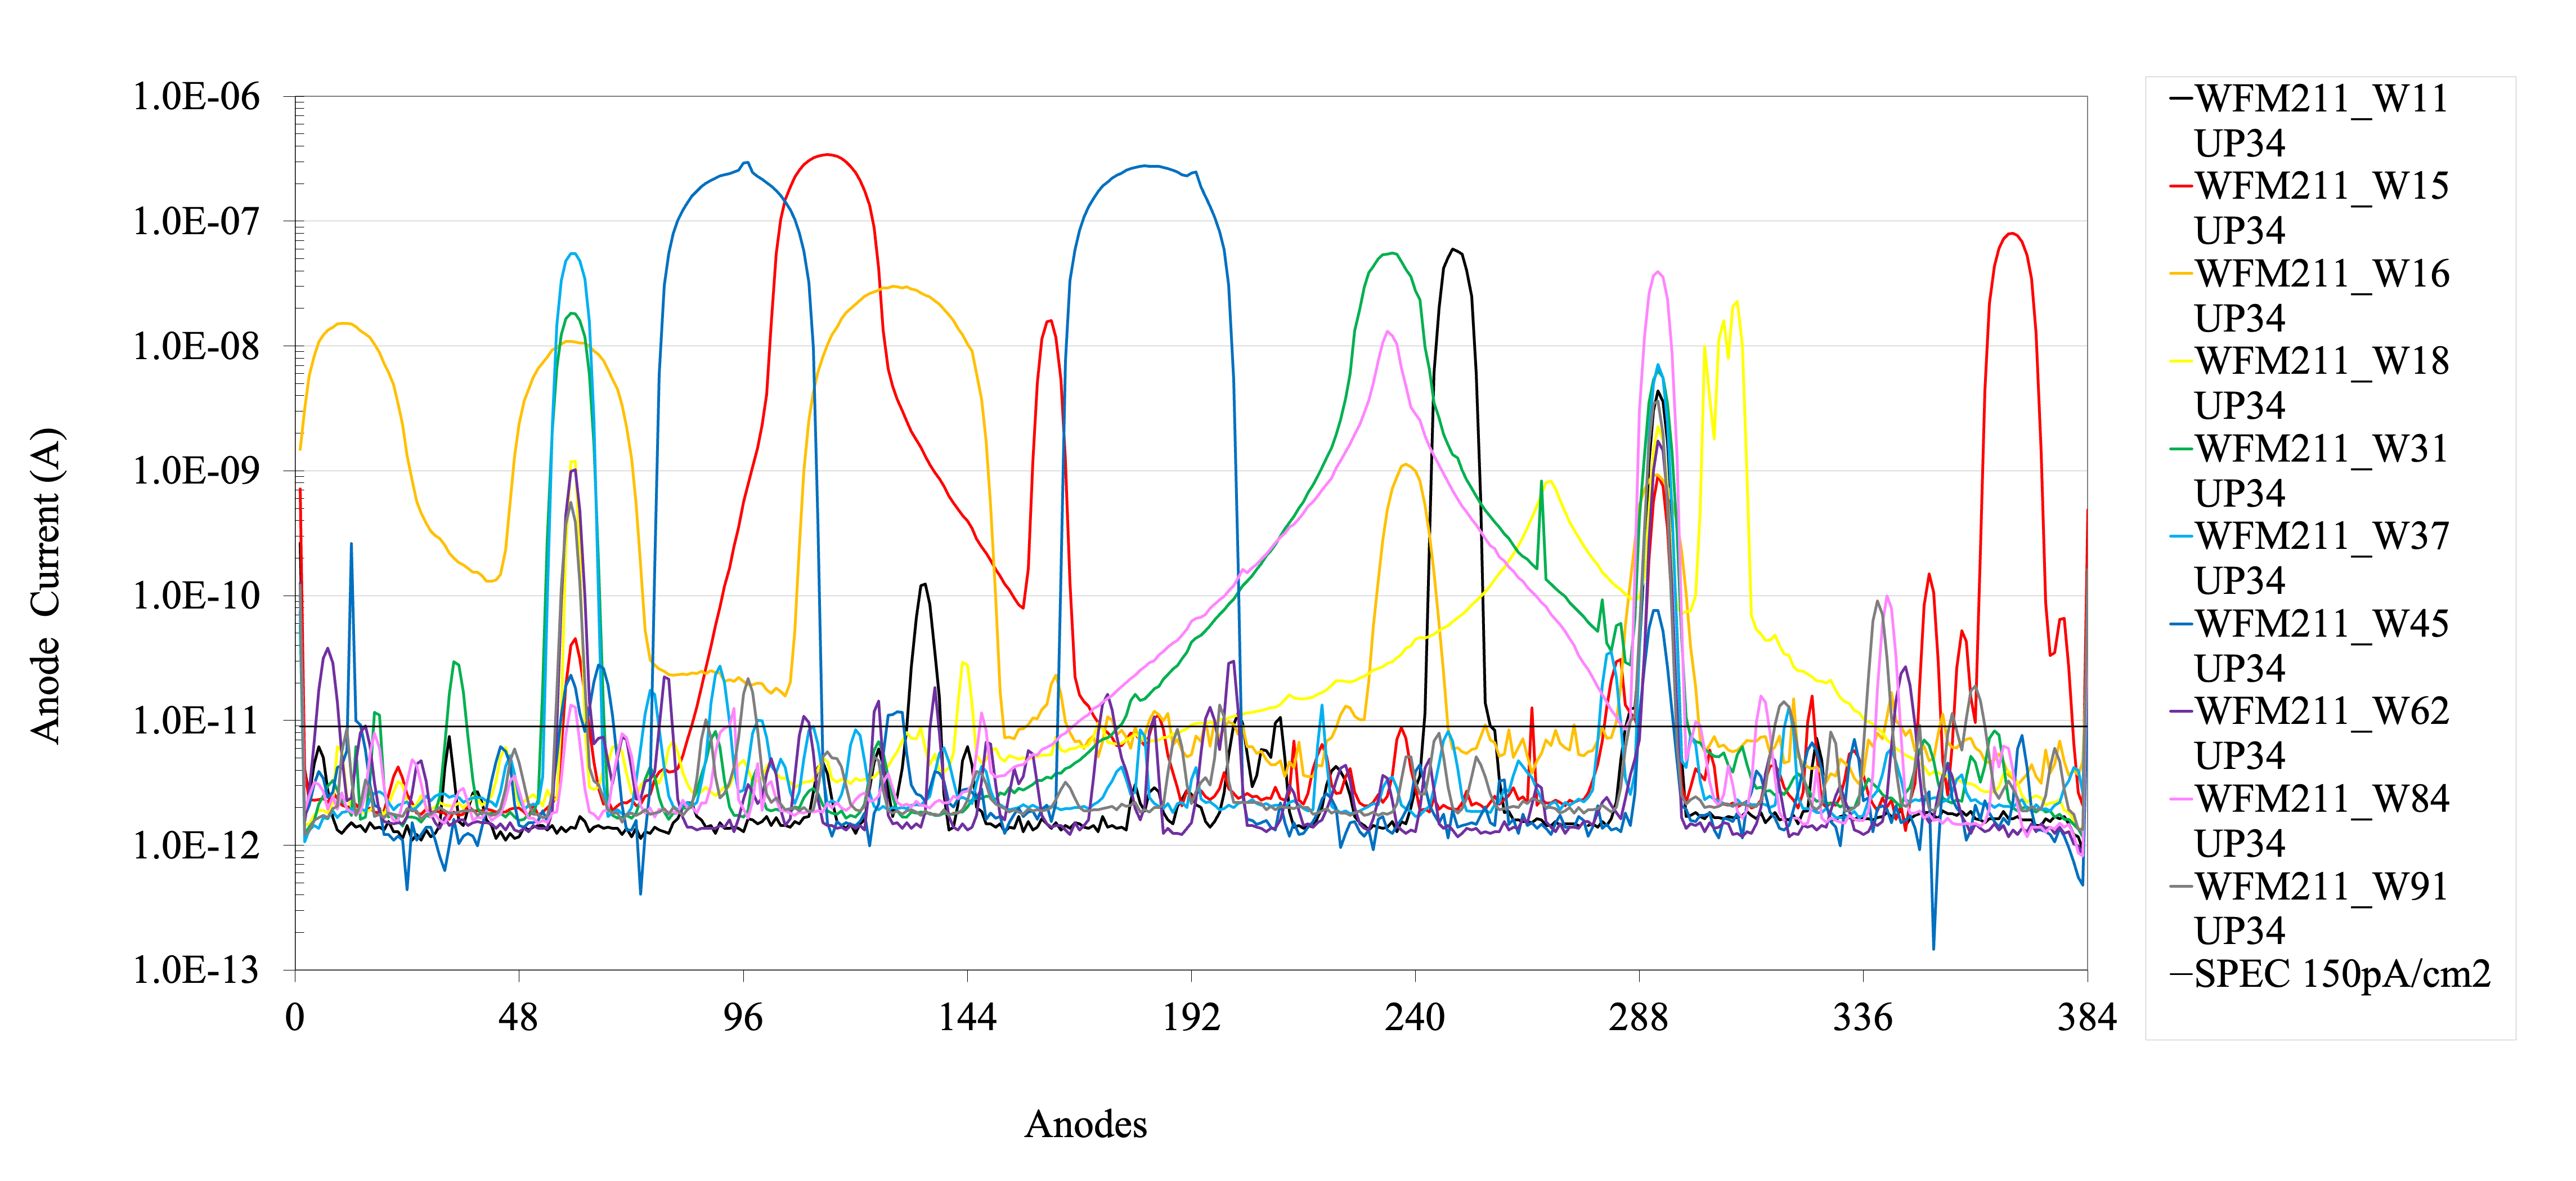 1.0E-06
1.0E-07
1.0E-08
1.0E-09
1.0E-10
1.0E-11
1.0E-12
1.0E-13
Anode Current (A)
0 48 96 144 192 240 288 336 384
Anodes
WFM211_W11
UP34
WFM211_W15
UP34
WFM211_W16
UP34
WFM211_W18
UP34
WFM211_W31
UP34
WFM211_W37
UP34
WFM211_W45
UP34
WFM211_W62
UP34
WFM211_W84
UP34
WFM211_W91
UP34
SPEC 150pA/cm2